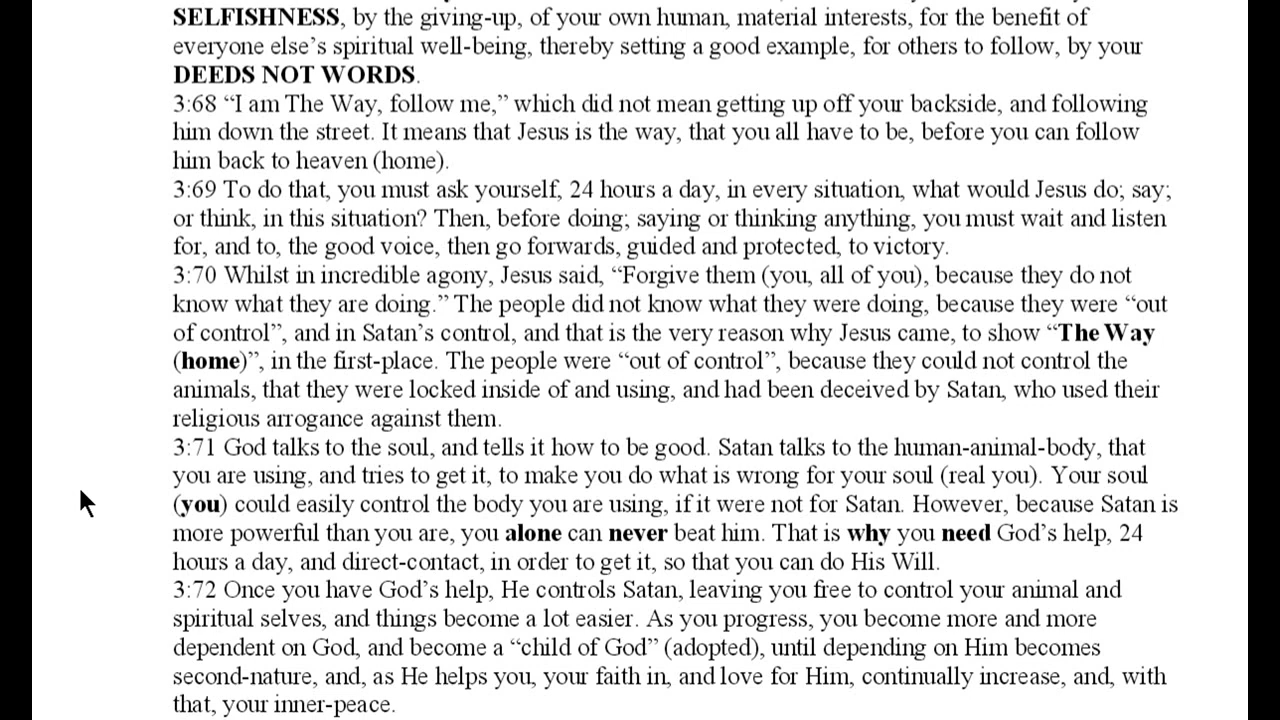 SELFISHNESS, by the giving-up, of your own human, material interests, for the benefit of
everyone else’s spiritual well-being, thereby setting a good example, for others to follow, by your
DEEDS NOT WORDS.
3:68 “I am The Way, follow me,” which did not mean getting up off your backside, and following
him down the street. It means that Jesus is the way, that you all have to be, before you can follow
him back to heaven (home).
3:69 To do that, you must ask yourself, 24 hours a day, in every situation, what would Jesus do; say;
or think, in this situation? Then, before doing; saying or thinking anything, you must wait and listen
for, and to, the good voice, then go forwards, guided and protected, to victory.
3:70 Whilst in incredible agony, Jesus said, “Forgive them (you, all of you), because they do not
know what they are doing.” The people did not know what they were doing, because they were “out
of control”, and in Satan’s control, and that is the very reason why Jesus came, to show “The Way
(home)”, in the first-place. The people were “out of control”, because they could not control the
animals, that they were locked inside of and using, and had been deceived by Satan, who used their
religious arrogance against them.
3:71 God talks to the soul, and tells it how to be good. Satan talks to the human-animal-body, that
you are using, and tries to get it, to make you do what is wrong for your soul (real you). Your soul
(you) could easily control the body you are using, if it were not for Satan. However, because Satan is
more powerful than you are, you alone can never beat him. That is why you need God’s help, 24
hours a day, and direct-contact, in order to get it, so that you can do His Will.
3:72 Once you have God’s help, He controls Satan, leaving you free to control your animal and
spiritual selves, and things become a lot easier. As you progress, you become more and more
dependent on God, and become a “child of God” (adopted), until depending on Him becomes
second-nature, and, as He helps you, your faith in, and love for Him, continually increase, and, with
that, your inner-peace.